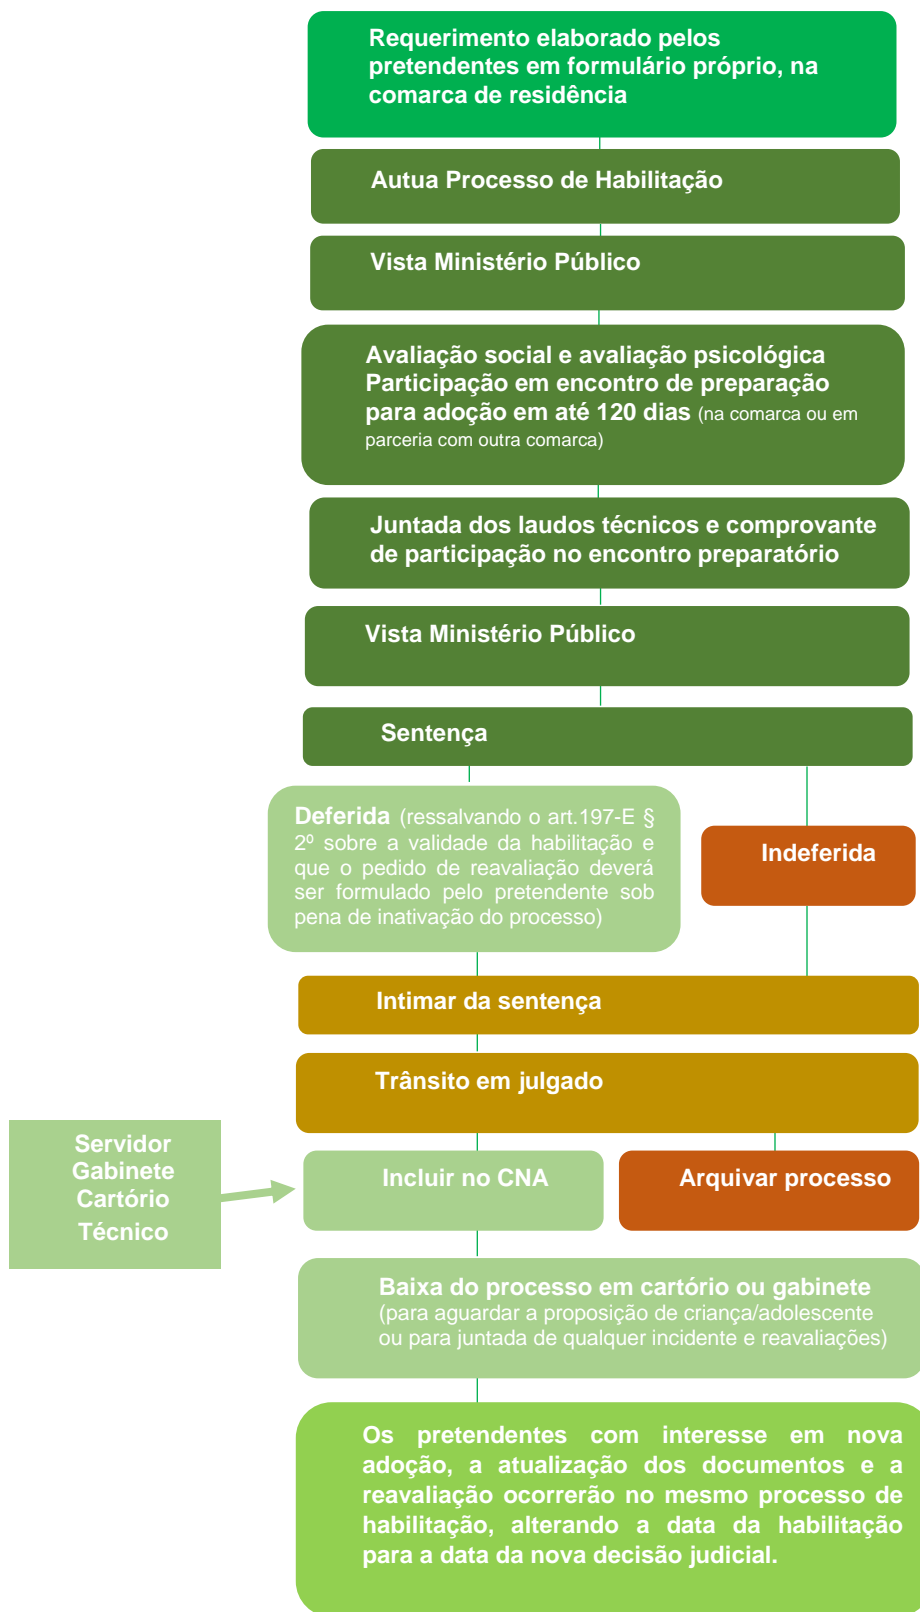 Requerimento elaborado pelos
pretendentes em formulário próprio, na
comarca de residência
Autua Processo de Habilitação
Vista Ministério Público
Avaliação social e avaliação psicológica
Participação em encontro de preparação
para adoção em até 120 dias (na comarca ou em
parceria com outra comarca)
Juntada dos laudos técnicos e comprovante
de participação no encontro preparatório
Vista Ministério Público
Sentença
Deferida (ressalvando o art.197-E §
2º sobre a validade da habilitação e
que o pedido de reavaliação deverá
ser formulado pelo pretendente sob
pena de inativação do processo)
Indeferida
Intimar da sentença
Trânsito em julgado
Servidor
Gabinete
Cartório
Técnico
Incluir no CNA
Arquivar processo
Baixa do processo em cartório ou gabinete
(para aguardar a proposição de criança/adolescente
ou para juntada de qualquer incidente e reavaliações)
Os pretendentes com interesse em nova
adoção, a atualização dos documentos e a
reavaliação ocorrerão no mesmo processo de
habilitação, alterando a data da habilitação
para a data da nova decisão judicial.